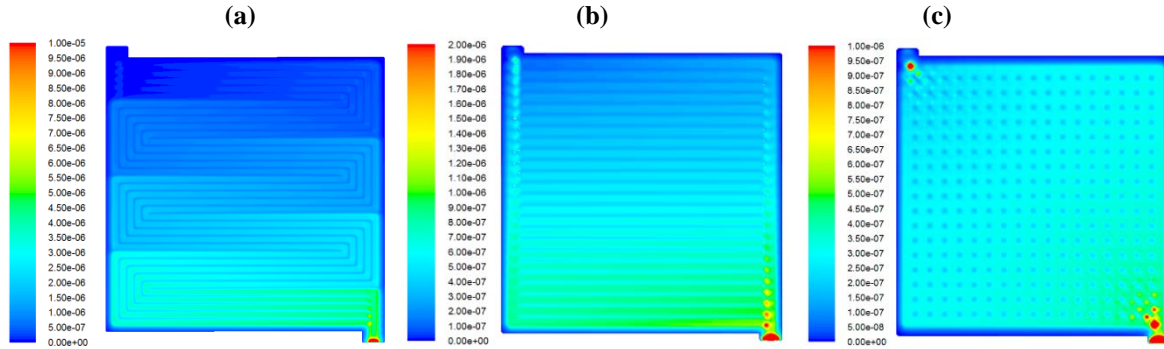 (a)
(b)
(c)
1.00e-05
9.50e-06
9.00e-06
8.50e-06
8.00e-06
7.50e-06
7.00e-06
6.50e-06
6.00e-06
5.50e-06
5.00e-06
4.50e-06
4.00e-06
3.50e-06
3.00e-06
2.50e-06
2.00e-06
1.50e-06
1.00e-06
5.00e-07
0.00e+00
2.00e-06
1.90e-06
1.80e-06
1.70e-06
1.60e-06
1.50e-06
1.40e-06
1.30e-06
1.20e-06
1.10e-06
1.00e-06
9.00e-07
8.00e-07
7.00e-07
6.00e-07
5.00e-07
4.00e-07
3.00e-07
2.00e-07
1.00e-07
0.00e+00
1.00e-06
9.50e-07
9.00e-07
8.50e-07
8.00e-07
7.50e-07
7.00e-07
6.50e-07
6.00e-07
5.50e-07
5.00e-07
4.50e-07
4.00e-07
3.50e-07
3.00e-07
2.50e-07
2.00e-07
1.50e-07
1.00e-07
5.00e-08
0.00e+00